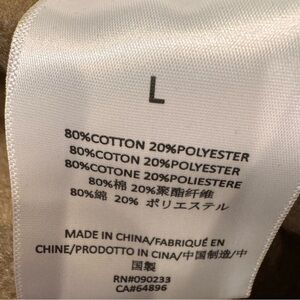 L
80%COTTON 20%POLYESTER
80%COTON 20%POLYESTER
80%COTONE 20%POLIESTERE
80%棉 20%聚酯纤维
80%綿 20% ポリエステル
MADE IN CHINA/FABRIQUÉ EN
CHINE/PRODOTTO IN CINA/中国制造/中
国製
RN#090233
CA#64896